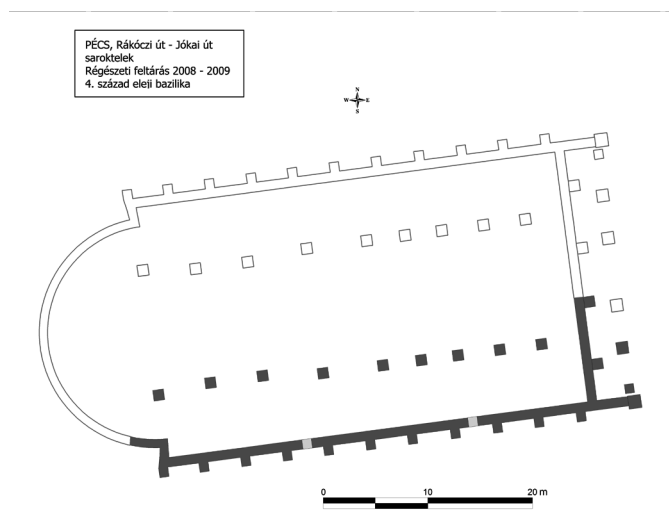 PÉCS, Rákóczi út - Jókai út
saroktelek
Régészeti feltárás 2008 - 2009
4. század eleji bazilika
N
W E
S
0 10 20 m